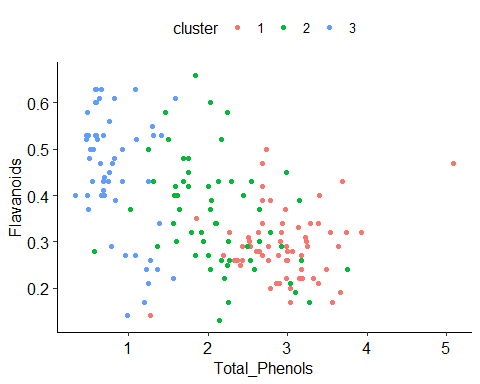 cluster 1 2 3
0.6
0.5
0.4
0.3
0.2
Flavanoids
1 2 3 4 5
Total_Phenols